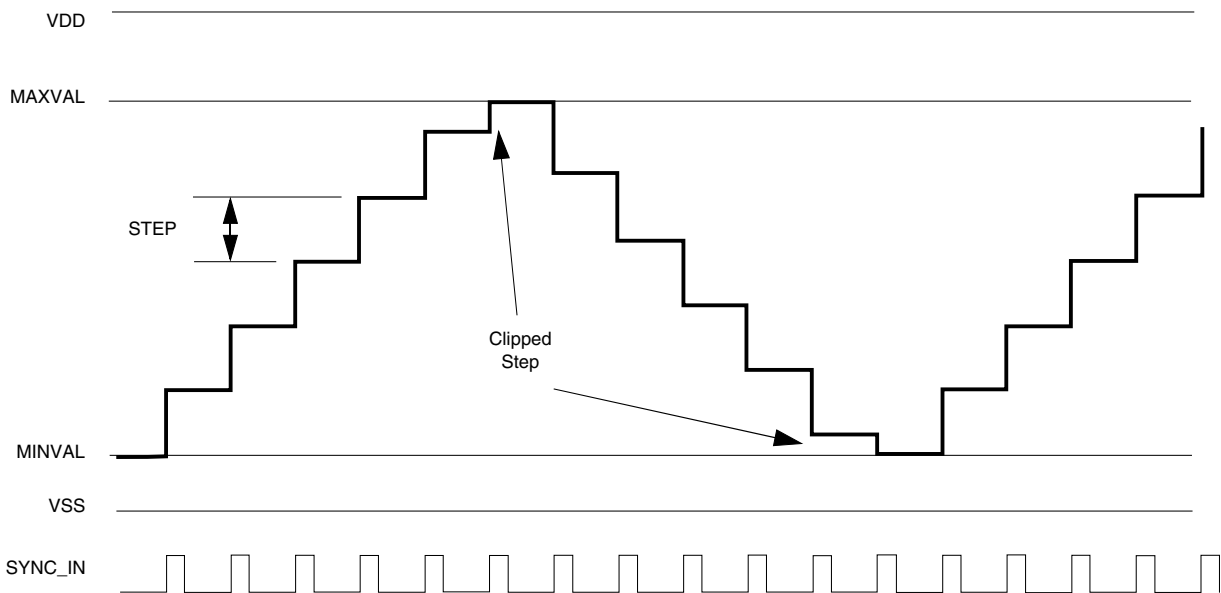 VDD
MAXVAL
STEP
Clipped
Step
MINVAL
VSS
SYNC_IN